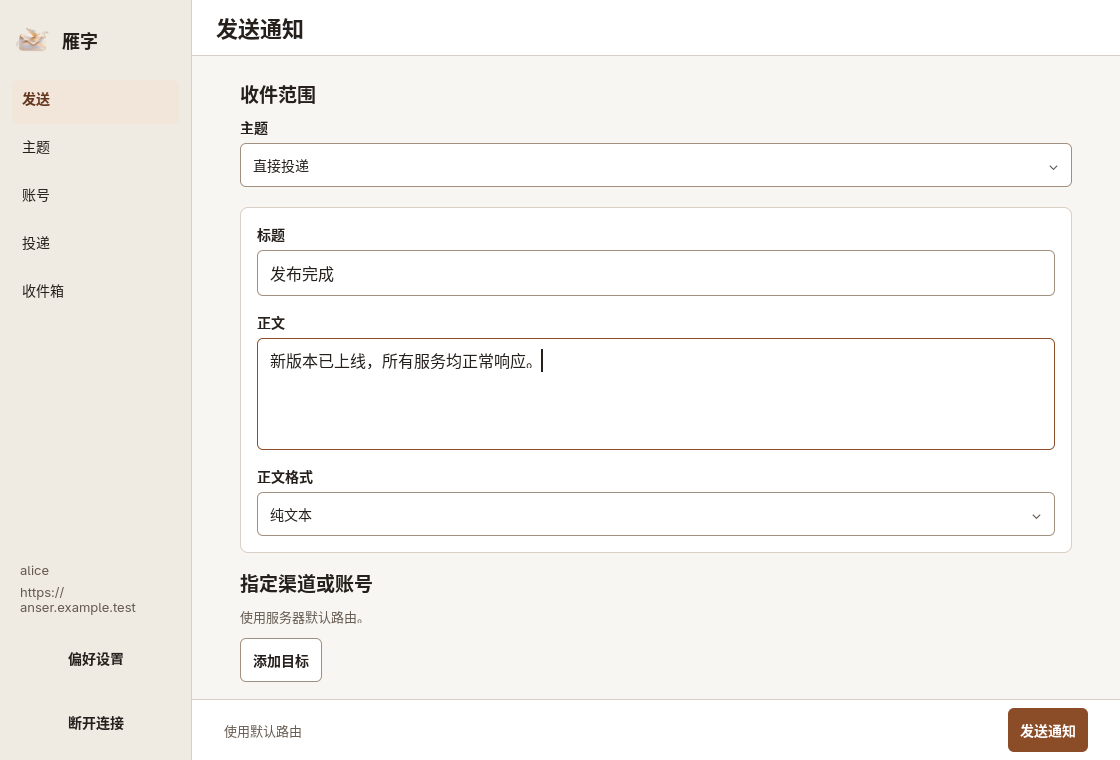 雁字
发送
主题
账号
投递
收件箱
alice
https://
anser.example.test
偏好设置
断开连接
发送通知
收件范围
主题
直接投递
标题
发布完成
正文
新版本已上线，所有服务均正常响应。
正文格式
纯文本
指定渠道或账号
使用服务器默认路由。
添加目标
使用默认路由
发送通知